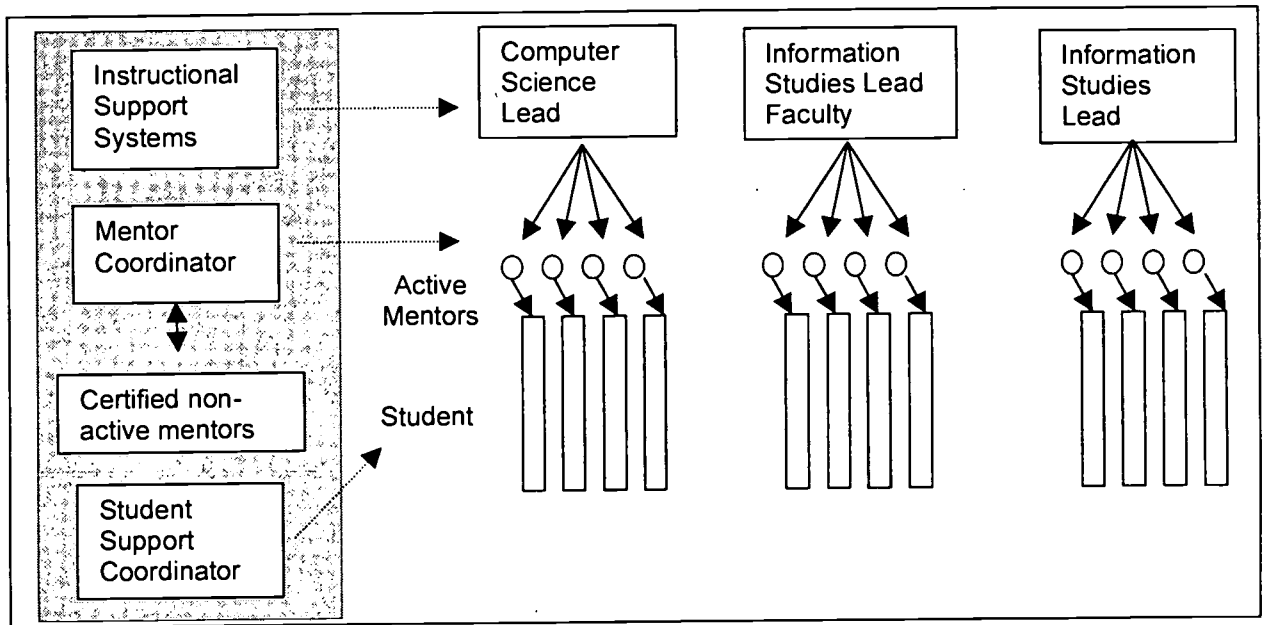 Instructional
Support
Systems
Mentor
Coordinator
Certified non-
active mentors
Student
Support
Coordinator
Computer
Science
Lead
Information
Studies Lead
Faculty
Information
Studies
Lead
Active
Mentors
Student